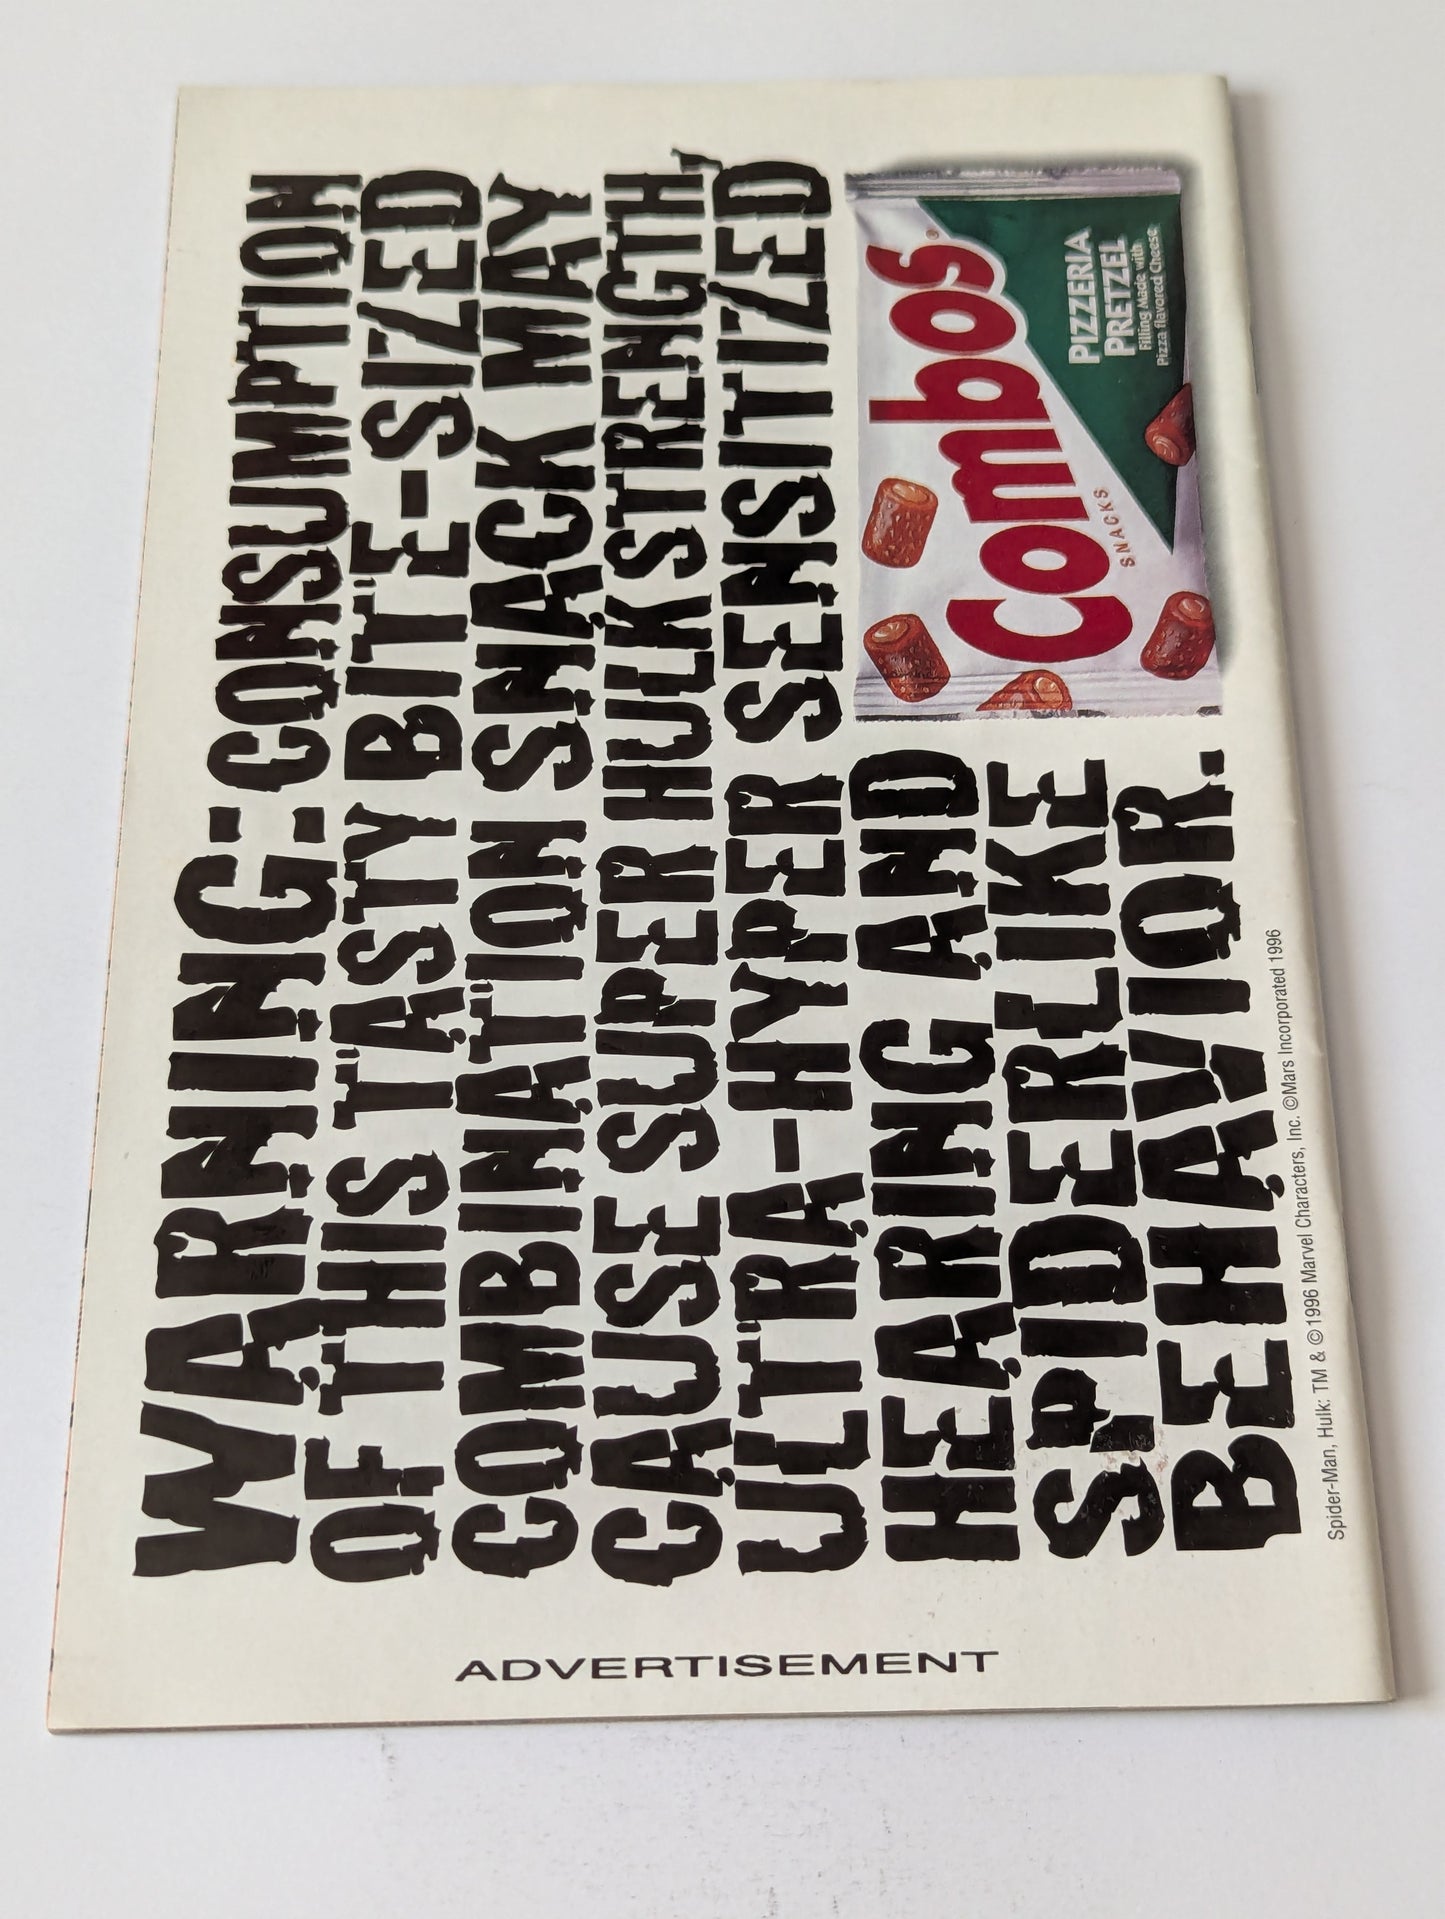 ADVERTISEMENT
WARNING: CONSUMPTION
OF THIS TASTY BITE-SIZED
COMBINATION SNACK MAY
CAUSE SUPER HULK STRENGTH,
ULTRA-HYPER SENSITIZED
HEARING AND
SPIDERLIKE
BEHAVIOR.
Combos®
SNACKS
PIZZERIA
PRETZEL
Filling Made with
Pizza flavored Cheese
Spider-Man, Hulk: TM & ©1996 Marvel Characters, Inc. ©Mars Incorporated 1996